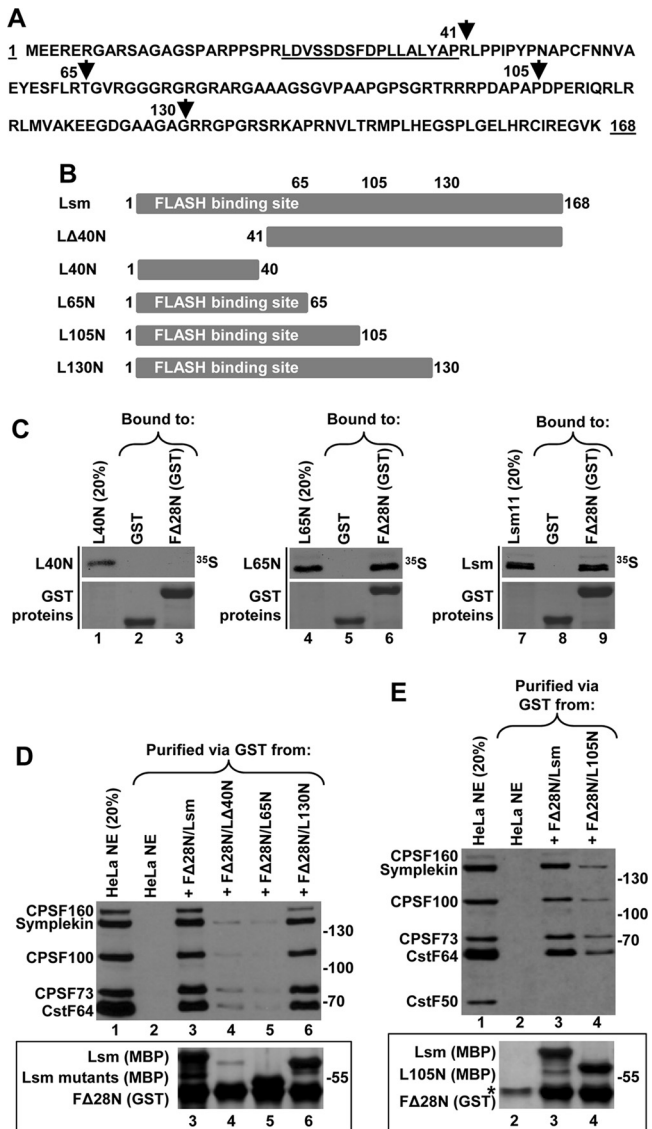 A
41
1 MEERERGARSAGAGSPARPPSPRLDVSSDSFDPLLALYAPRLPPIPYPNAPCFNNVA
65
105
EYESFLRTGVRGGGRGRGRARGAAAGSGVPAAPGPSGRTRRRPDAPAPDPERIQRLR
130
RLMVAKEEGDGAAGAGRRGPGRSRKAPRNVLTRMPLHEGSPLGELHRCIREGVK 168
B
65 105 130
Lsm 1 FLASH binding site 168
LΔ40N 41
L40N 1 40
L65N 1 FLASH binding site 65
L105N 1 FLASH binding site 105
L130N 1 FLASH binding site 130
C
Bound to:
L40N (20%)
GST
FΔ28N (GST)
L40N 35S
GST proteins
1 2 3
Bound to:
L65N (20%)
GST
FΔ28N (GST)
L65N 35S
GST proteins
4 5 6
Bound to:
Lsm11 (20%)
GST
FΔ28N (GST)
Lsm 35S
GST proteins
7 8 9
D
Purified via GST from:
HeLa NE (20%)
HeLa NE
+ FΔ28N/Lsm
+ FΔ28N/LΔ40N
+ FΔ28N/L65N
+ FΔ28N/L130N
CPSF160
Symplekin
-130
CPSF100
-100
CPSF73
-70
CstF64
1 2 3 4 5 6
Lsm (MBP)
Lsm mutants (MBP) -55
FΔ28N (GST)
3 4 5 6
E
Purified via GST from:
HeLa NE (20%)
HeLa NE
+ FΔ28N/Lsm
+ FΔ28N/L105N
CPSF160
Symplekin
-130
CPSF100
-100
CPSF73 -70
CstF64
CstF50
1 2 3 4
Lsm (MBP)
L105N (MBP) -55
*
FΔ28N (GST)
2 3 4